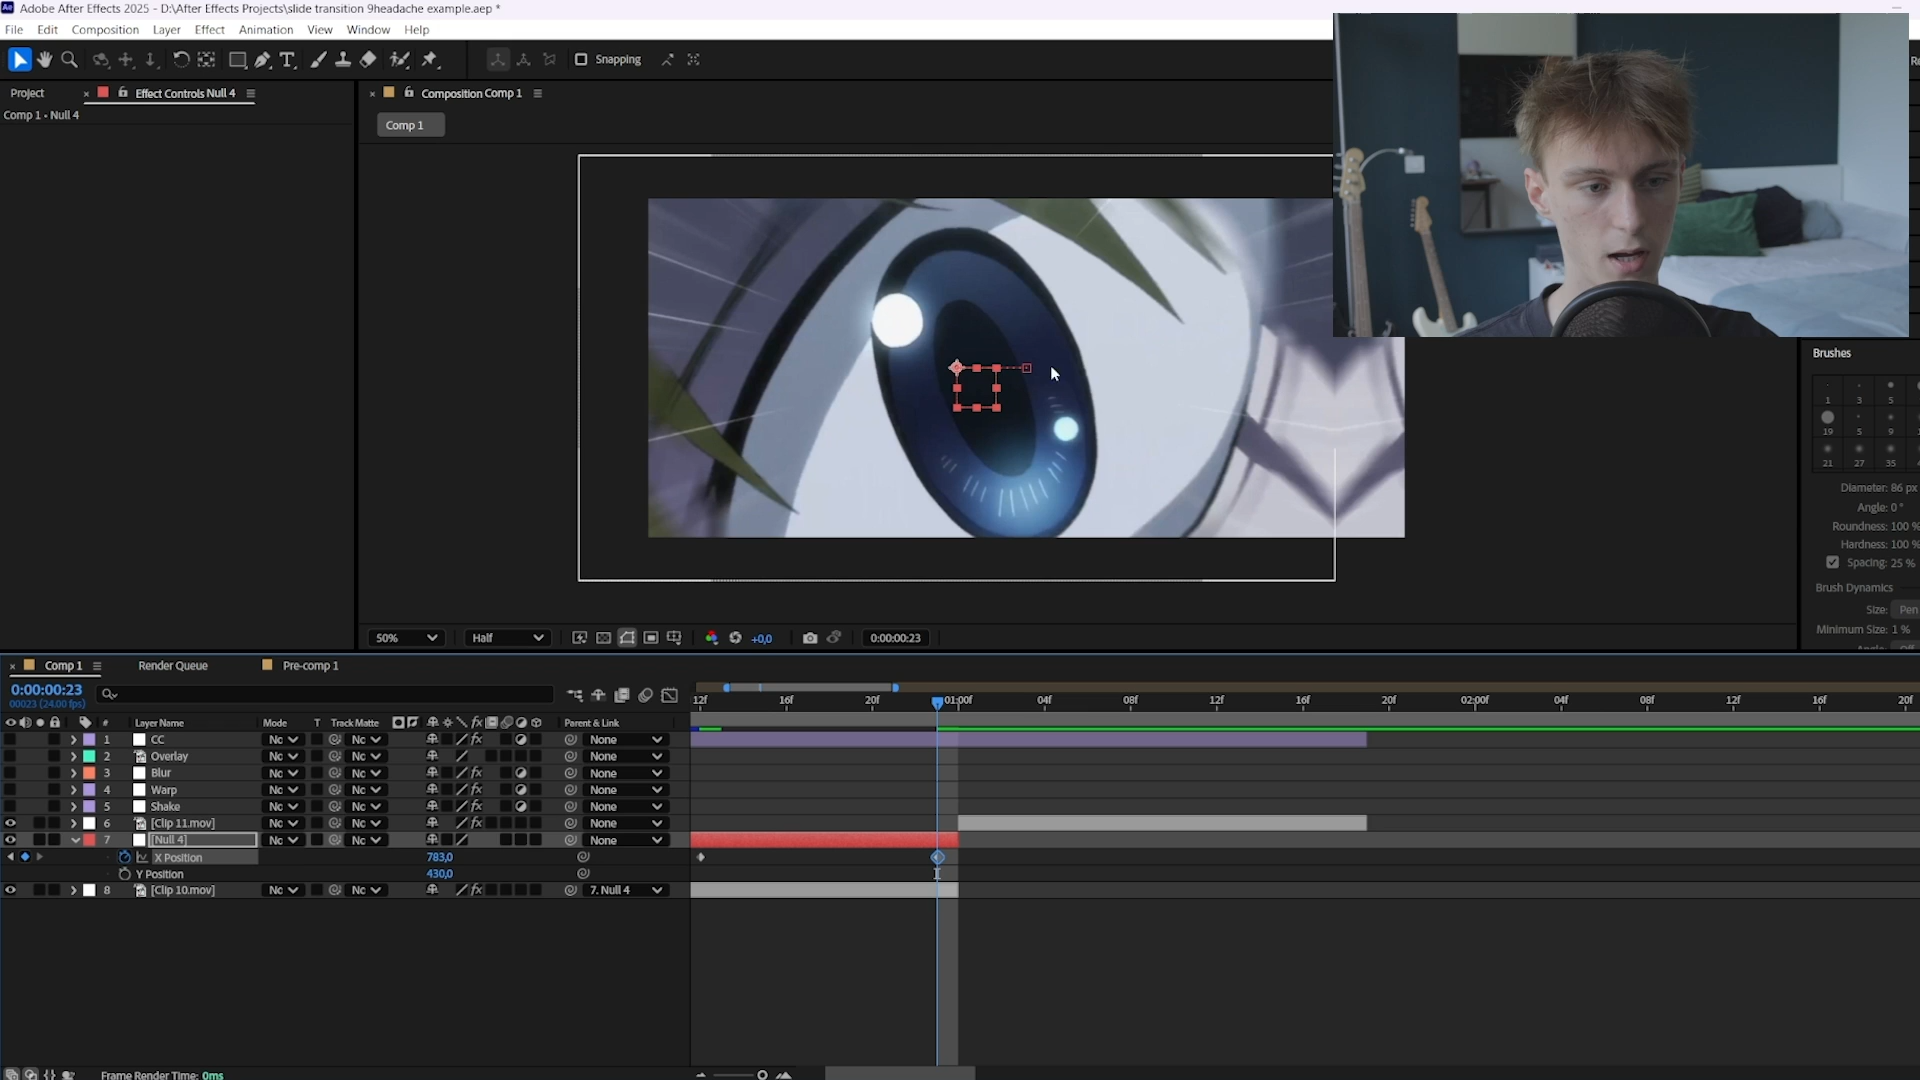 Adobe After Effects 2025 - D:\After Effects Projects\slide transition 9headache example.aep *
File Edit Composition Layer Effect Animation View Window Help
Snapping
Project
Effect Controls Null 4
Composition Comp 1
Comp 1 • Null 4
Comp 1
Brushes
1 3 5
19 5 9
21 27 35
Diameter: 86 px
Angle: 0 °
Roundness: 100 %
Hardness: 100 %
Spacing: 25 %
Brush Dynamics
Size: Pen
Minimum Size: 1 %
50% Half +0,0 0:00:00:23
Comp 1 Render Queue Pre-comp 1
0:00:00:23
00023 (24.00 fps)
12f 16f 20f 01:00f 04f 08f 12f 16f 20f 02:00f 04f 08f 12f 16f 20f
# Layer Name Mode T Track Matte fx Parent & Link
1 CC Nc Nc fx None
2 Overlay Nc Nc None
3 Blur Nc Nc fx None
4 Warp Nc Nc fx None
5 Shake Nc Nc fx None
6 [Clip 11.mov] Nc Nc fx None
7 [Null 4] Nc Nc None
X Position 783,0
Y Position 430,0
8 [Clip 10.mov] Nc Nc fx 7. Null 4
Frame Render Time: 0ms